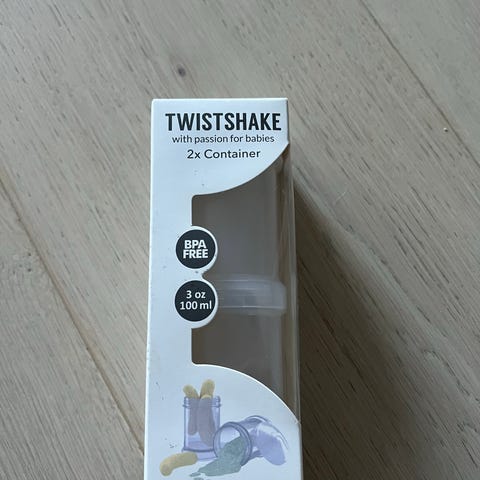 TWISTSHAKE
with passion for babies
2x Container
BPA
FREE
3 oz
100 ml